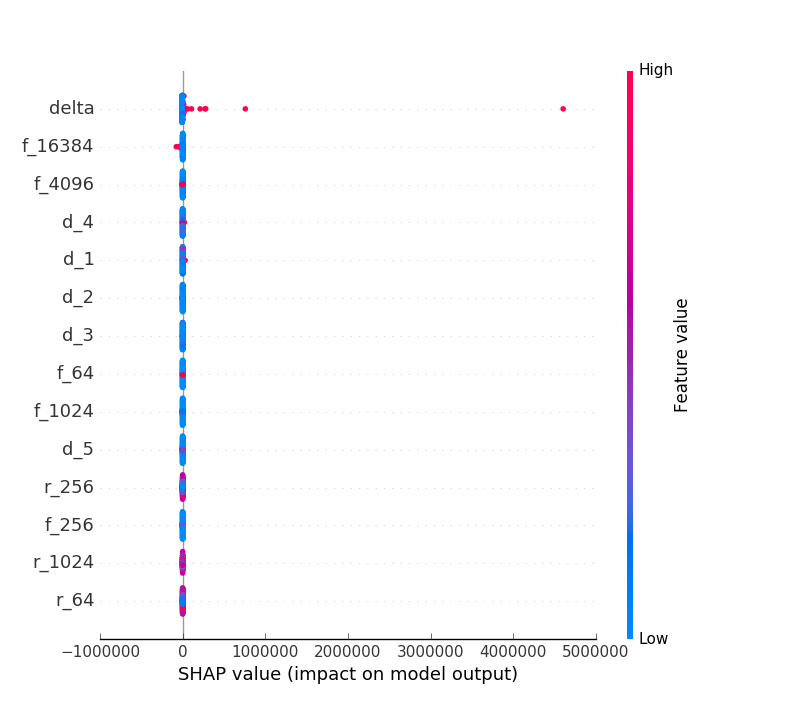 High
delta
f_16384
f_4096
d_4
d_1
d_2
d_3
f_64
f_1024
d_5
r_256
f_256
r_1024
r_64
Feature value
Low
−1000000 0 1000000 2000000 3000000 4000000 5000000
SHAP value (impact on model output)